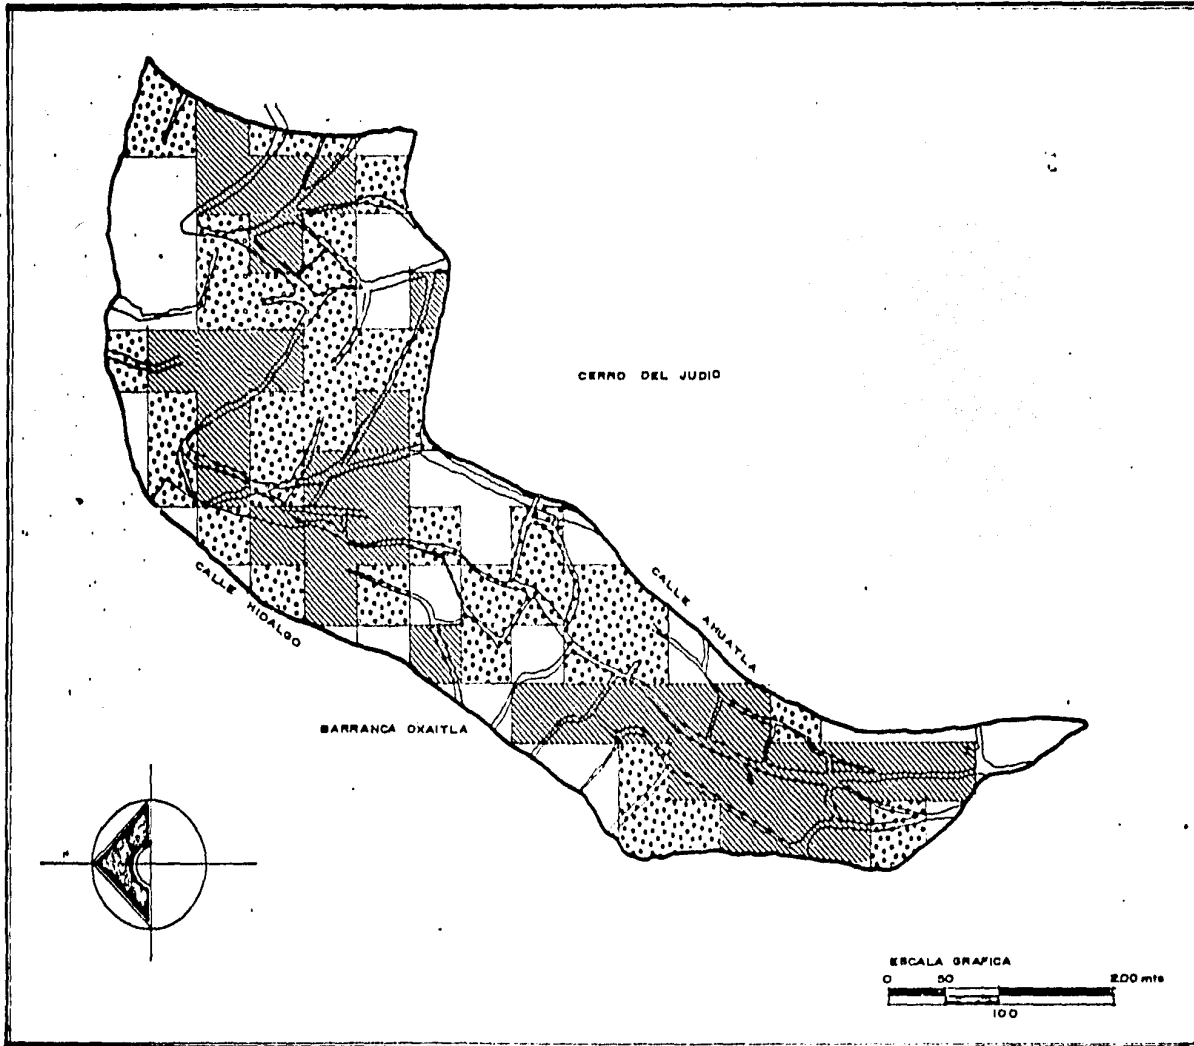 CERRO DEL JUDIO
CALLE HIDALGO
CALLE AHUATLA
BARRANCA OXAITLA
N
ESCALA GRAFICA
0 50 200 mts
100